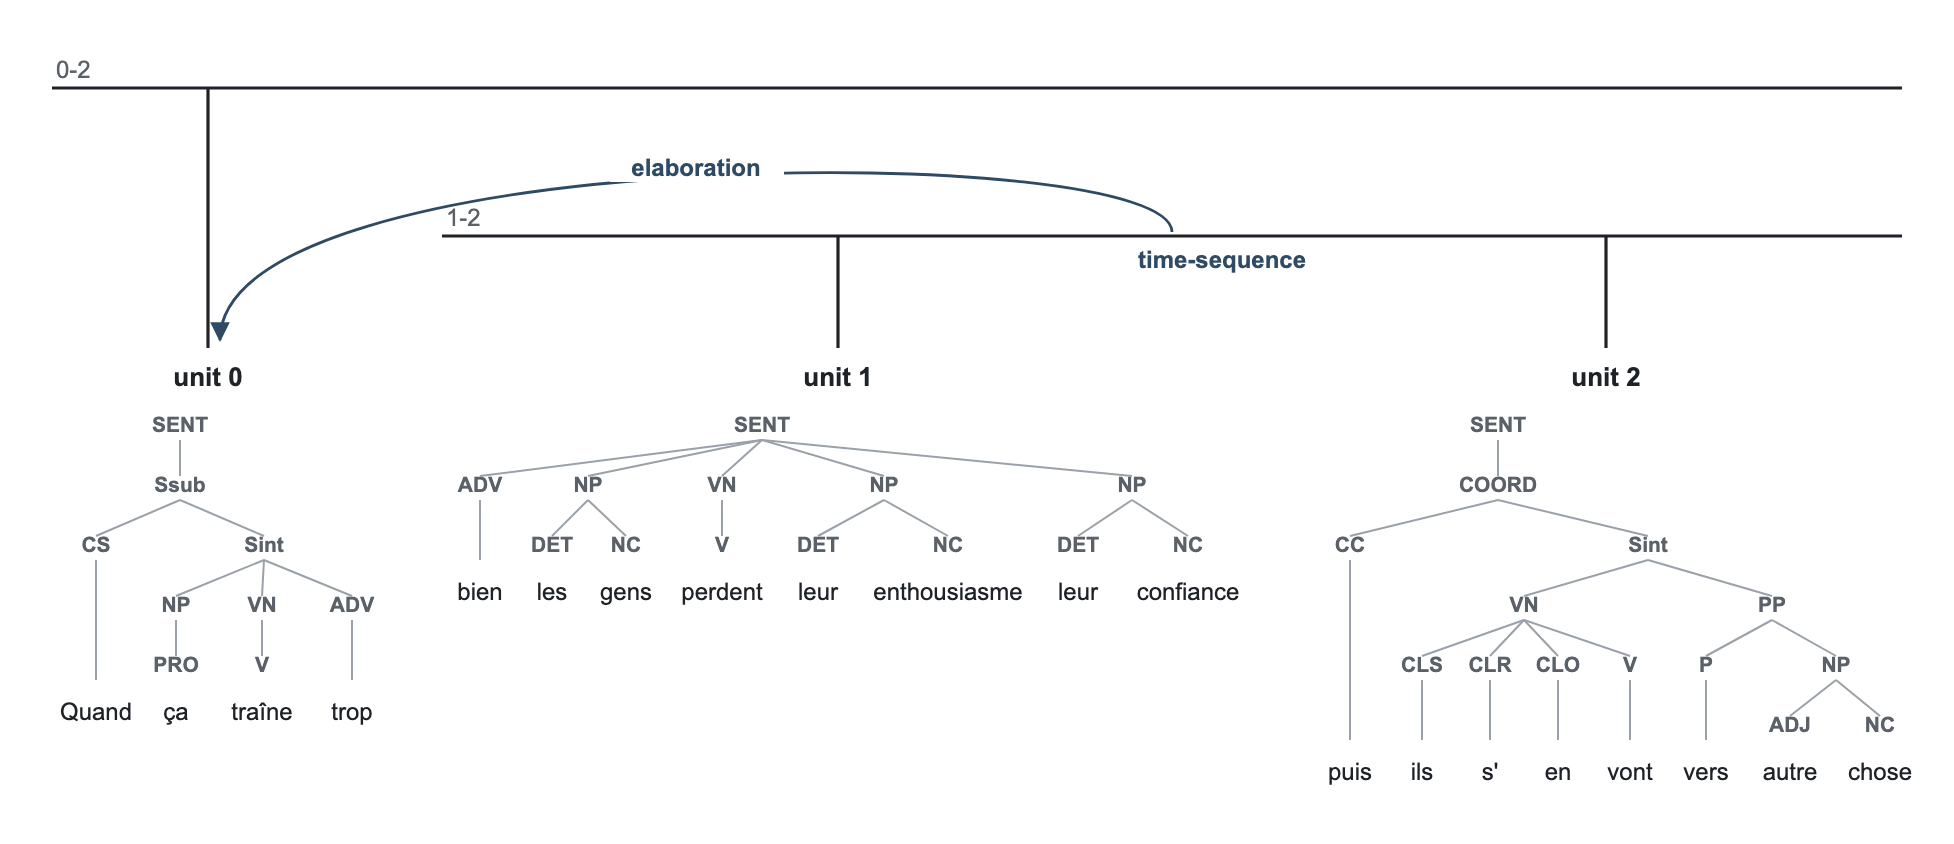 0-2
elaboration
1-2
time-sequence
unit 0 unit 1 unit 2
SENT SENT SENT
Ssub ADV NP VN NP NP COORD
CS Sint DET NC V DET NC DET NC CC Sint
bien les gens perdent leur enthousiasme leur confiance
NP VN ADV VN PP
PRO V CLS CLR CLO V P NP
Quand ça traîne trop
ADJ NC
puis ils s' en vont vers autre chose